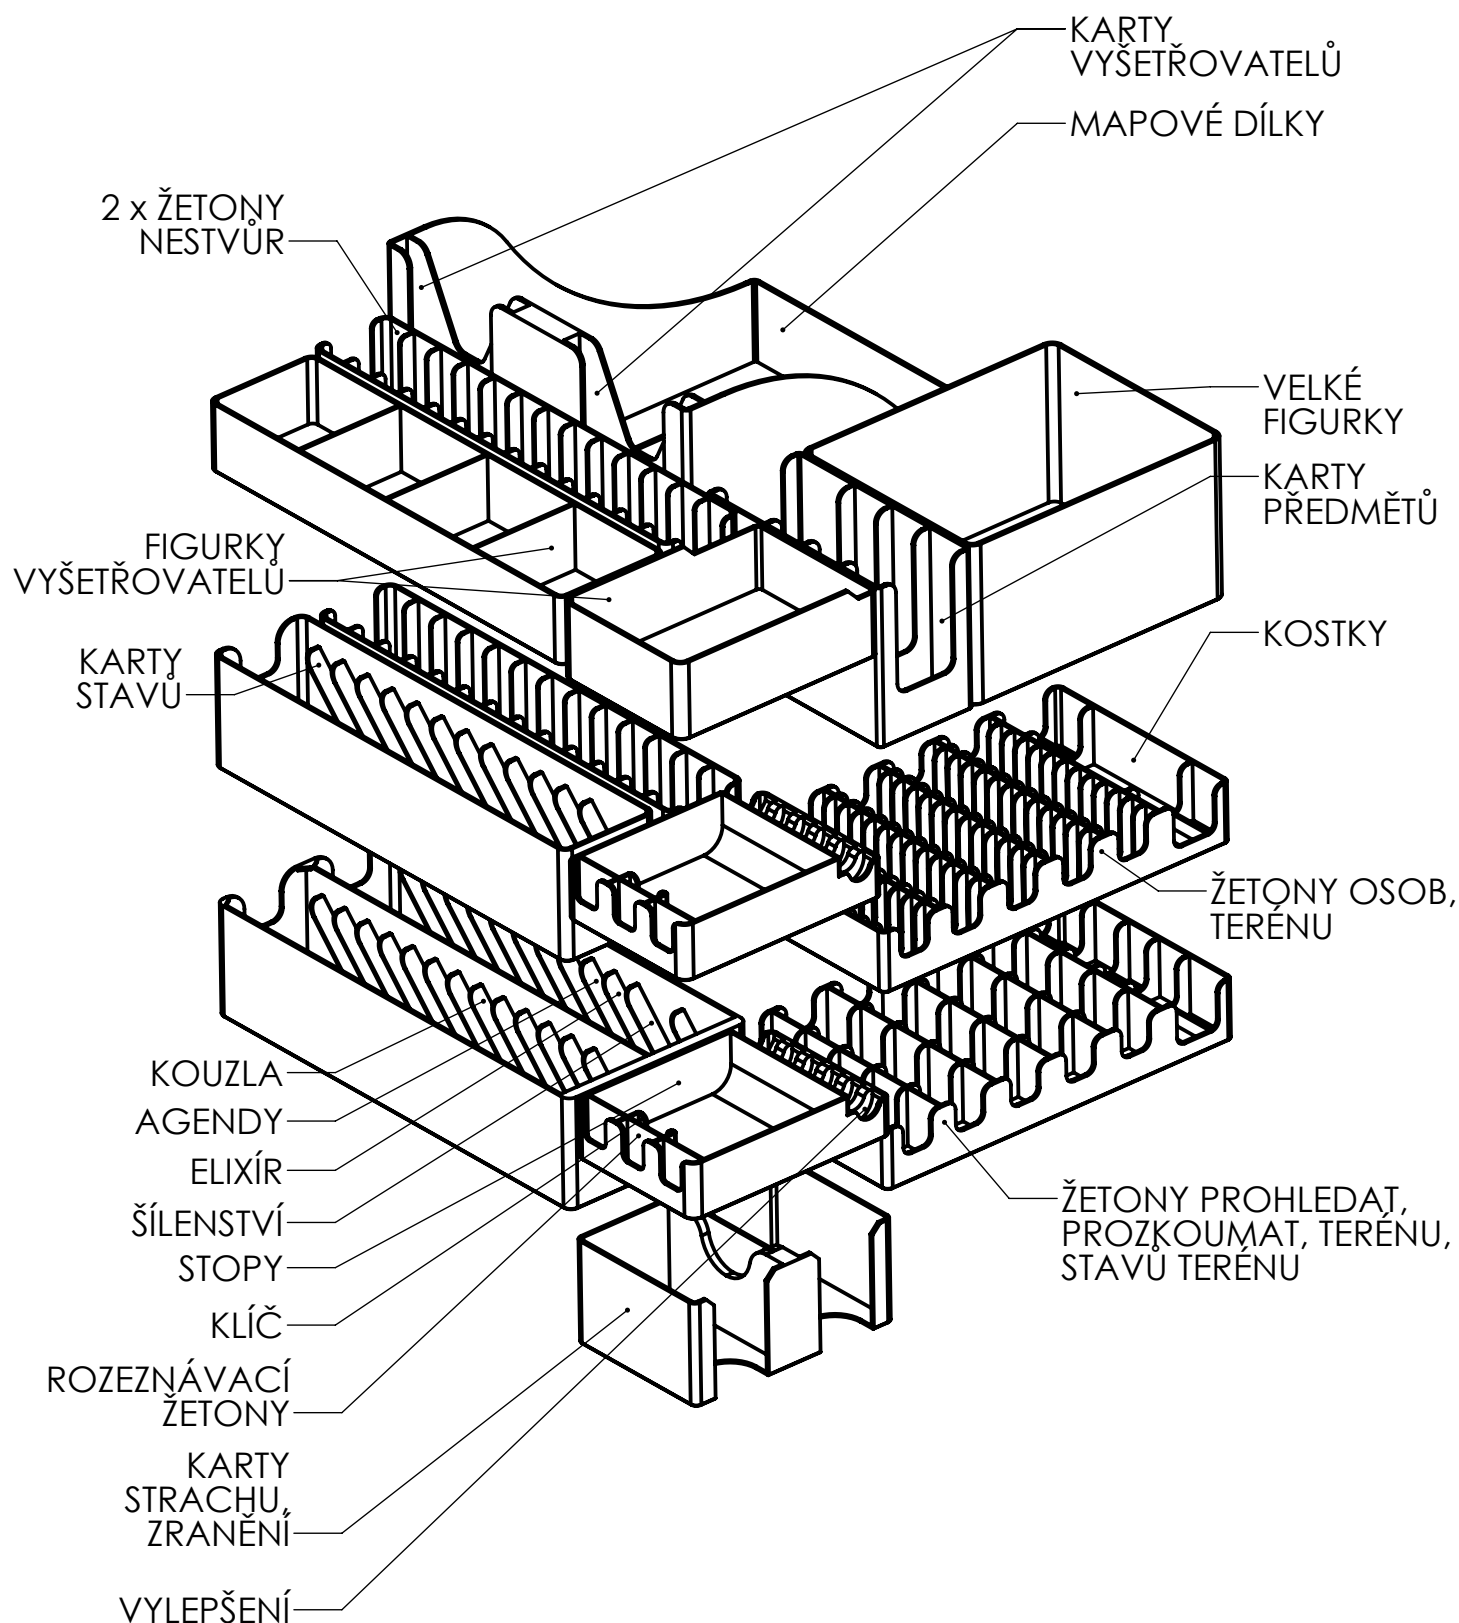 KARTY
VYŠETŘOVATELŮ
MAPOVÉ DÍLKY
2 x ŽETONY
NESTVŮR
VELKÉ
FIGURKY
KARTY
PŘEDMĚTŮ
FIGURKY
VYŠETŘOVATELŮ
KOSTKY
KARTY
STAVŮ
ŽETONY OSOB,
TERÉNU
KOUZLA
AGENDY
ELIXÍR
ŠÍLENSTVÍ
STOPY
KLÍČ
ROZEZNÁVACÍ
ŽETONY
KARTY
STRACHU,
ZRANĚNÍ
VYLEPŠENÍ
ŽETONY PROHLEDAT,
PROZKOUMAT, TERÉNU,
STAVŮ TERÉNU